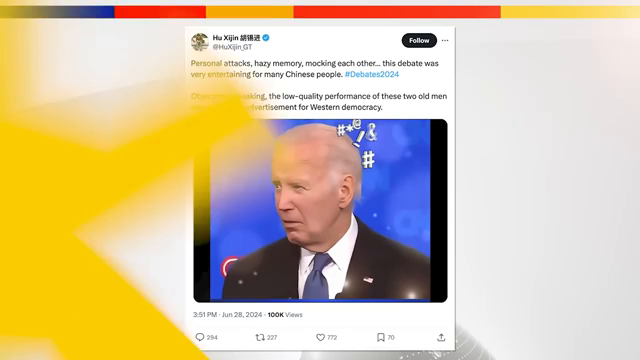 Hu Xijin 胡锡进
@HuXijin_GT
Follow
Personal attacks, hazy memory, mocking each other... this debate was
very entertaining for many Chinese people. #Debates2024
the low-quality performance of these two old men
advertisement for Western democracy.
#*@!&
#
3:51 PM · Jun 28, 2024 · 100K Views
294 227 772 70